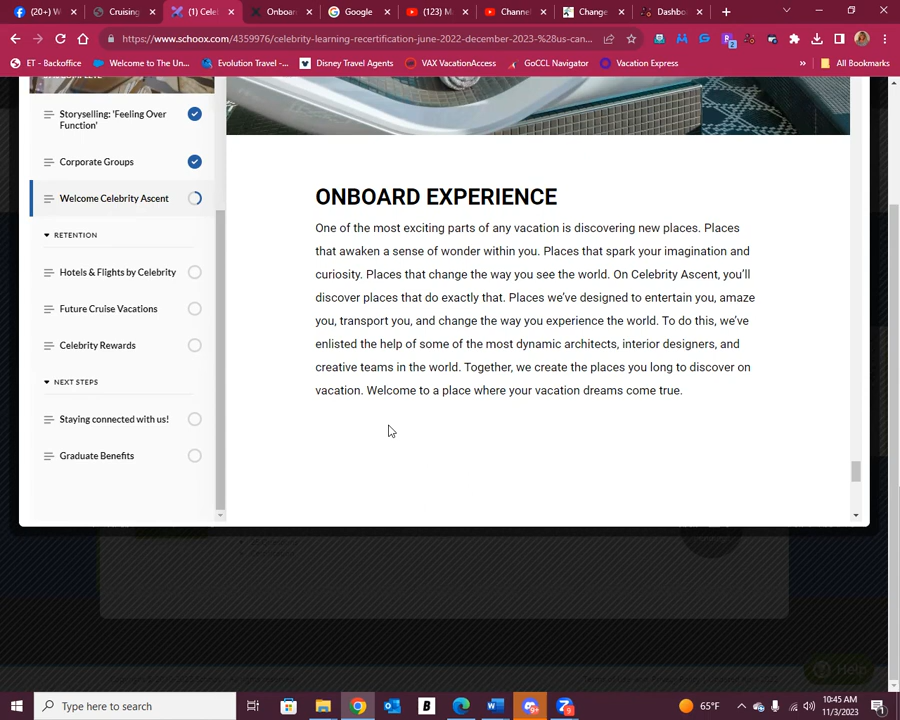 (20+) W
Cruising
(1) Cele
Onboar
Google
(123) M
Channel
Change
Dashbo
https://www.schoox.com/4359976/celebrity-learning-recertification-june-2022-december-2023-%28us-can...
ET - Backoffice
Welcome to The Un...
Evolution Travel -...
Disney Travel Agents
VAX VacationAccess
GoCCL Navigator
Vacation Express
»
All Bookmarks
Storyselling: 'Feeling Over
Function'
Corporate Groups
Welcome Celebrity Ascent
RETENTION
Hotels & Flights by Celebrity
Future Cruise Vacations
Celebrity Rewards
NEXT STEPS
Staying connected with us!
Graduate Benefits
ONBOARD EXPERIENCE
One of the most exciting parts of any vacation is discovering new places. Places
that awaken a sense of wonder within you. Places that spark your imagination and
curiosity. Places that change the way you see the world. On Celebrity Ascent, you'll
discover places that do exactly that. Places we've designed to entertain you, amaze
you, transport you, and change the way you experience the world. To do this, we've
enlisted the help of some of the most dynamic architects, interior designers, and
creative teams in the world. Together, we create the places you long to discover on
vacation. Welcome to a place where your vacation dreams come true.
Help
Type here to search
65°F
10:45 AM
11/3/2023